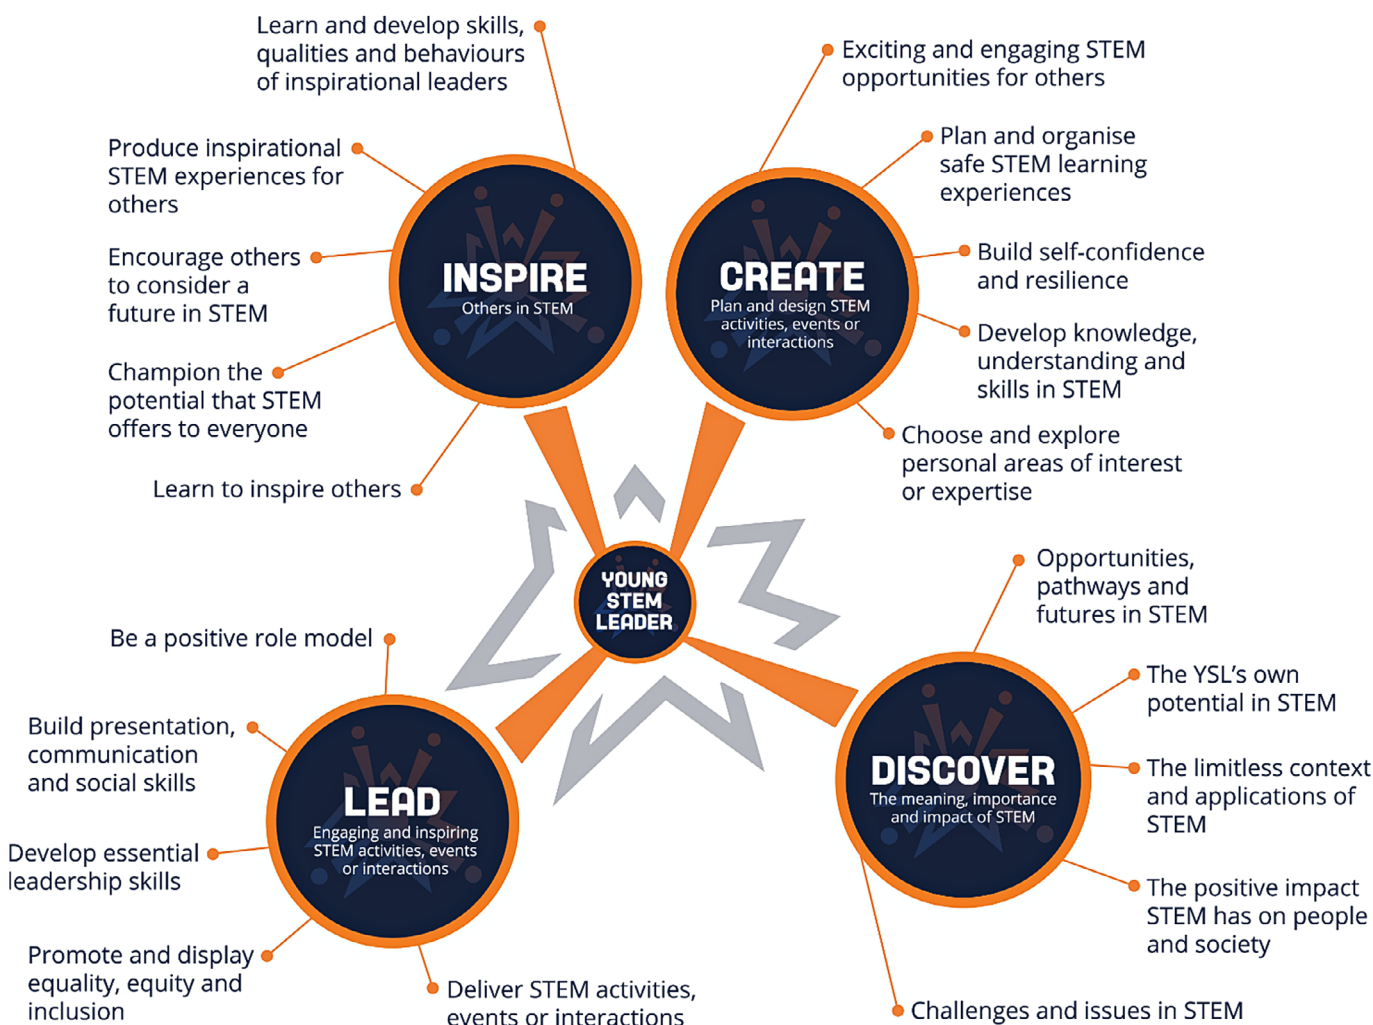 Learn and develop skills,
qualities and behaviours
of inspirational leaders
Produce inspirational
STEM experiences for
others
Encourage others
to consider a
future in STEM
Champion the
potential that STEM
offers to everyone
Learn to inspire others
INSPIRE
Others in STEM
Exciting and engaging STEM
opportunities for others
Plan and organise
safe STEM learning
experiences
Build self-confidence
and resilience
Develop knowledge,
understanding and
skills in STEM
Choose and explore
personal areas of interest
or expertise
CREATE
Plan and design STEM
activities, events or
interactions
YOUNG
STEM
LEADER
Be a positive role model
Build presentation,
communication
and social skills
Develop essential
leadership skills
Promote and display
equality, equity and
inclusion
Deliver STEM activities,
events or interactions
LEAD
Engaging and inspiring
STEM activities, events
or interactions
Opportunities,
pathways and
futures in STEM
The YSL’s own
potential in STEM
The limitless context
and applications of
STEM
The positive impact
STEM has on people
and society
Challenges and issues in STEM
DISCOVER
The meaning, importance
and impact of STEM